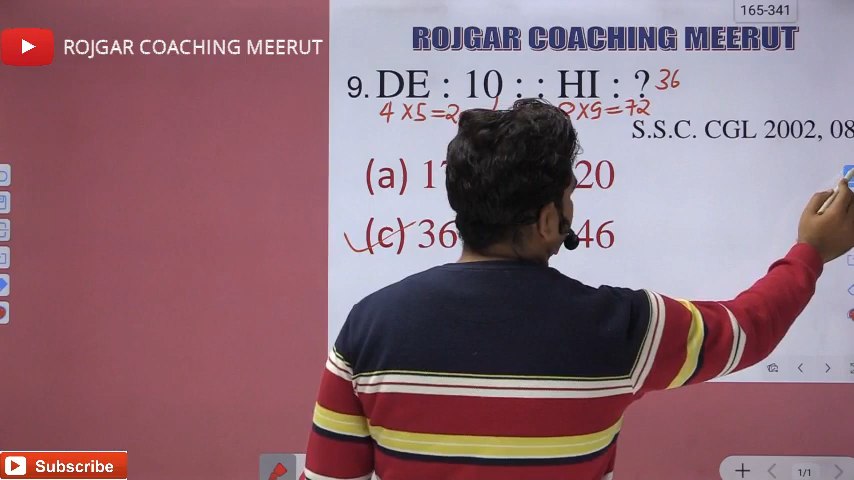 165-341
ROJGAR COACHING MEERUT
ROJGAR COACHING MEERUT
9. DE : 10 : : HI : ? 36
4 X 5 = 2 8 X 9 = 72
S.S.C. CGL 2002, 08
(a) 1 20
(c) 36 46
Subscribe
1/1